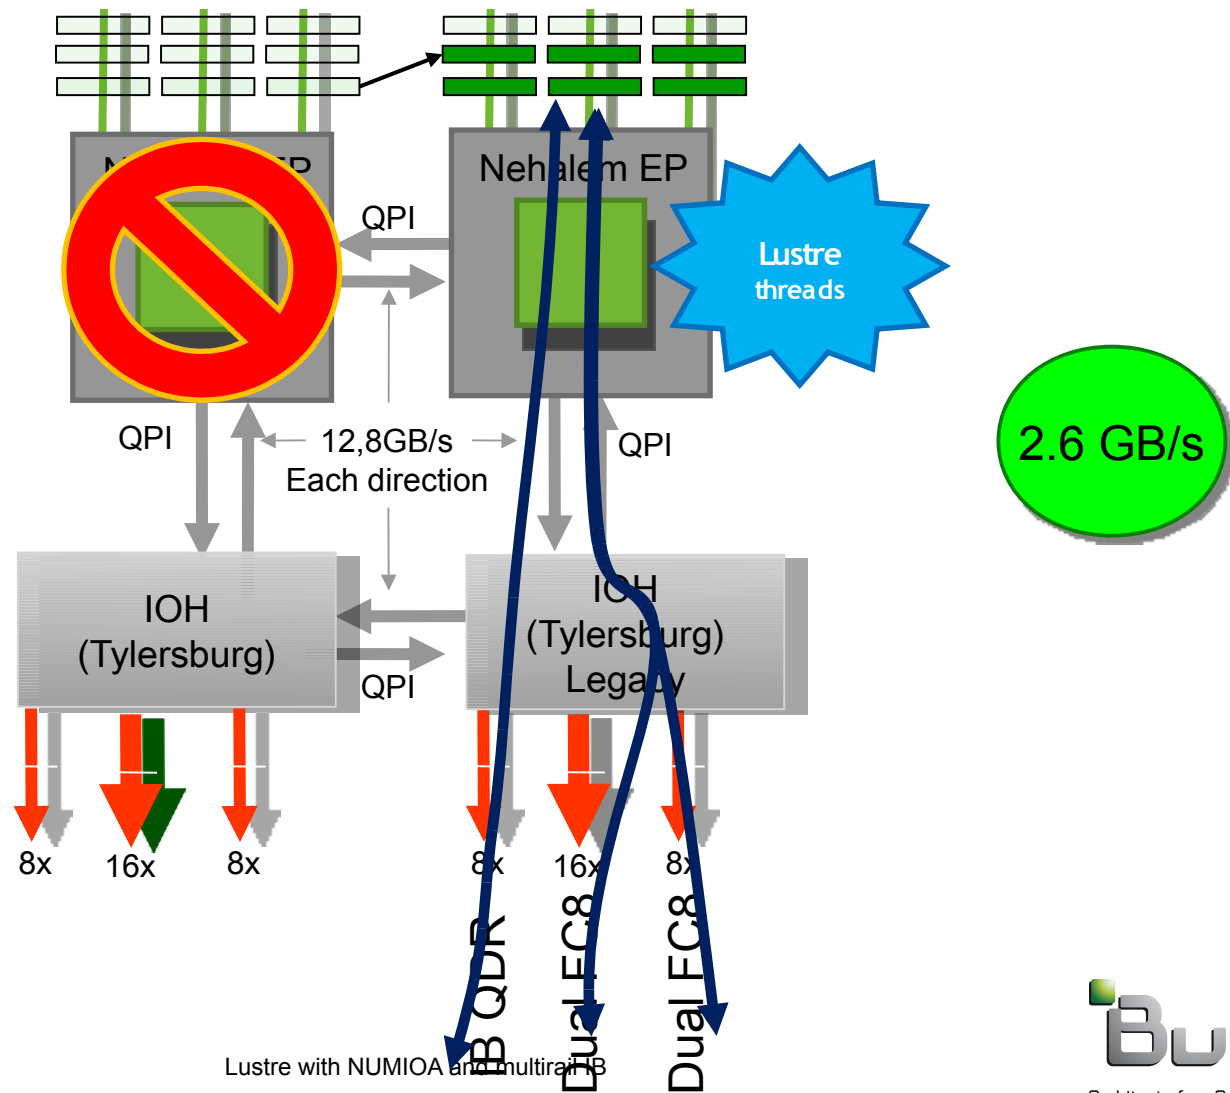 Nehalem EP
QPI
Lustre
threads
2.6 GB/s
QPI
12,8GB/s
Each direction
QPI
IOH
(Tylersburg)
IOH
(Tylersburg)
Legacy
QPI
8x
16x
8x
8x
16x
8x
IB QDR
Dual FC8
Dual FC8
Lustre with NUMIOA and multirail IB